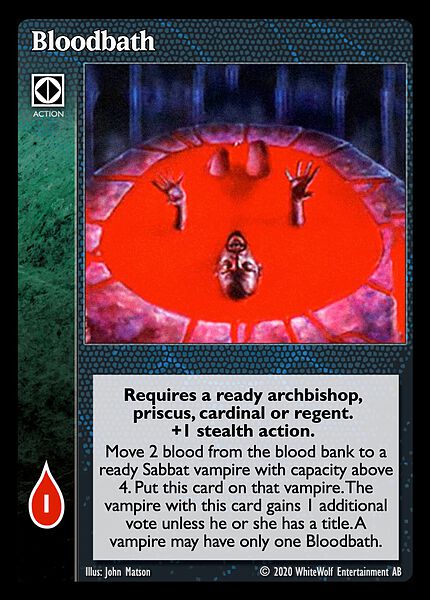 Bloodbath
ACTION
Requires a ready archbishop,
priscus, cardinal or regent.
+1 stealth action.
Move 2 blood from the blood bank to a
ready Sabbat vampire with capacity above
4. Put this card on that vampire. The
vampire with this card gains 1 additional
vote unless he or she has a title. A
vampire may have only one Bloodbath.
1
Illus: John Matson © 2020 WhiteWolf Entertainment AB